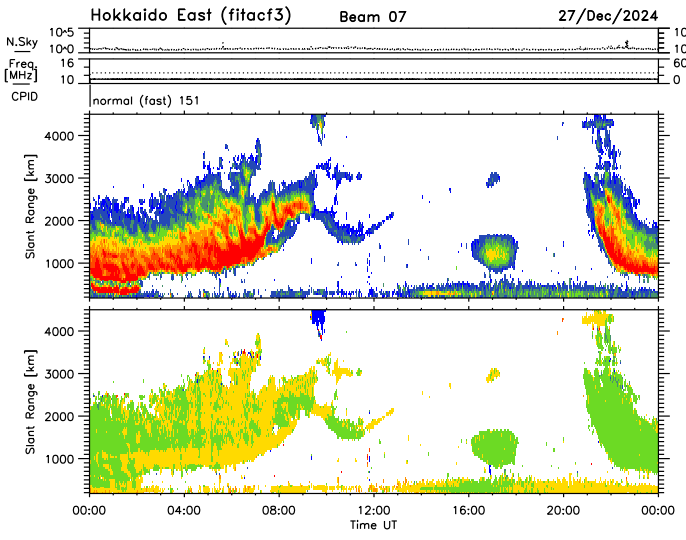 Hokkaido East (fitacf3) Beam 07 27/Dec/2024
N.Sky 10^5 10^0 10 10
Freq. [MHz] 16 10 60 0
CPID normal (fast) 151
Slant Range [km] 4000 3000 2000 1000
Slant Range [km] 4000 3000 2000 1000
00:00 04:00 08:00 12:00 16:00 20:00 00:00
Time UT